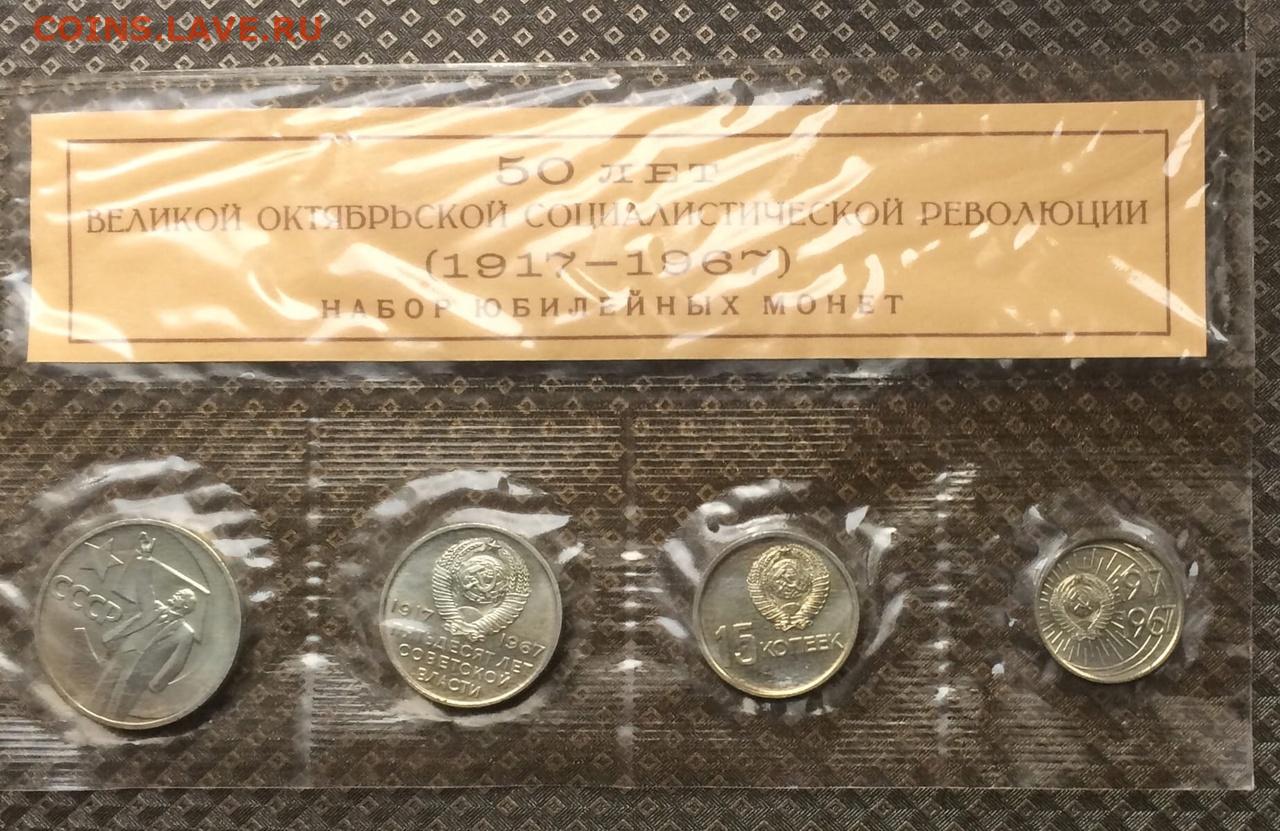 COINS.LAVE.RU
50 ЛЕТ
ВЕЛИКОЙ ОКТЯБРЬСКОЙ СОЦИАЛИСТИЧЕСКОЙ РЕВОЛЮЦИИ
(1917-1967)
НАБОР ЮБИЛЕЙНЫХ МОНЕТ
СССР
1917 1967
ПЯТЬДЕСЯТ ЛЕТ
СОВЕТСКОЙ
ВЛАСТИ
15 КОПЕЕК
1967